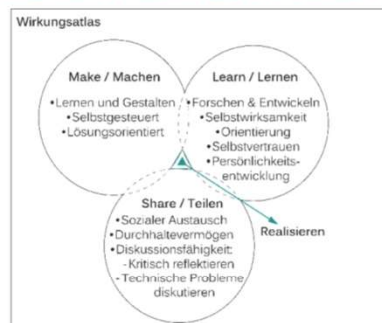 Wirkungsatlas
Make / Machen
•Lernen und Gestalten
•Selbstgesteuert
•Lösungsorientiert
Learn / Lernen
•Forschen & Entwickeln
•Selbstwirksamkeit
•Orientierung
•Selbstvertrauen
•Persönlichkeits-
entwicklung
Share / Teilen
•Sozialer Austausch
•Durchhaltevermögen
•Diskussionsfähigkeit:
-Kritisch reflektieren
-Technische Probleme
diskutieren
Realisieren